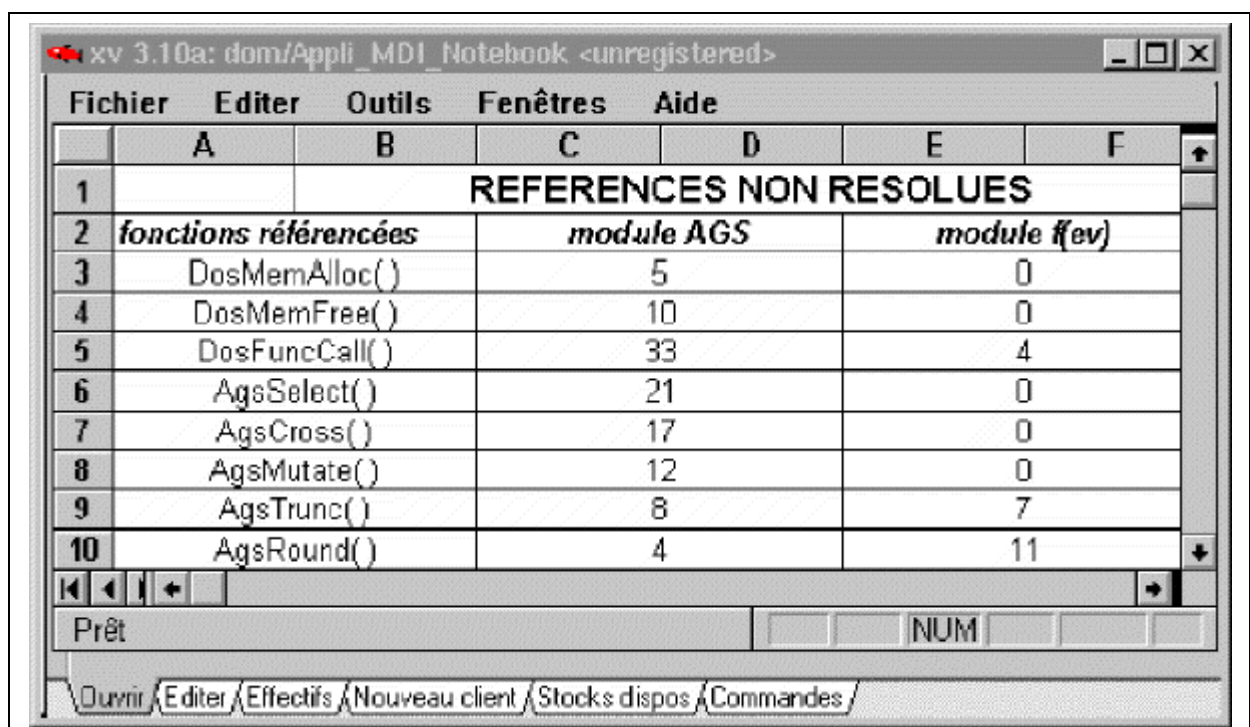 xv 3.10a: dom/Appli_MDI_Notebook <unregistered>
Fichier Editer Outils Fenêtres Aide
A B C D E F
1 REFERENCES NON RESOLUES
2 fonctions référencées module AGS module f(ev)
3 DosMemAlloc( ) 5 0
4 DosMemFree( ) 10 0
5 DosFuncCall( ) 33 4
6 AgsSelect( ) 21 0
7 AgsCross( ) 17 0
8 AgsMutate( ) 12 0
9 AgsTrunc( ) 8 7
10 AgsRound( ) 4 11
Prêt NUM
Ouvrir Editer Effectifs Nouveau client Stocks dispos Commandes